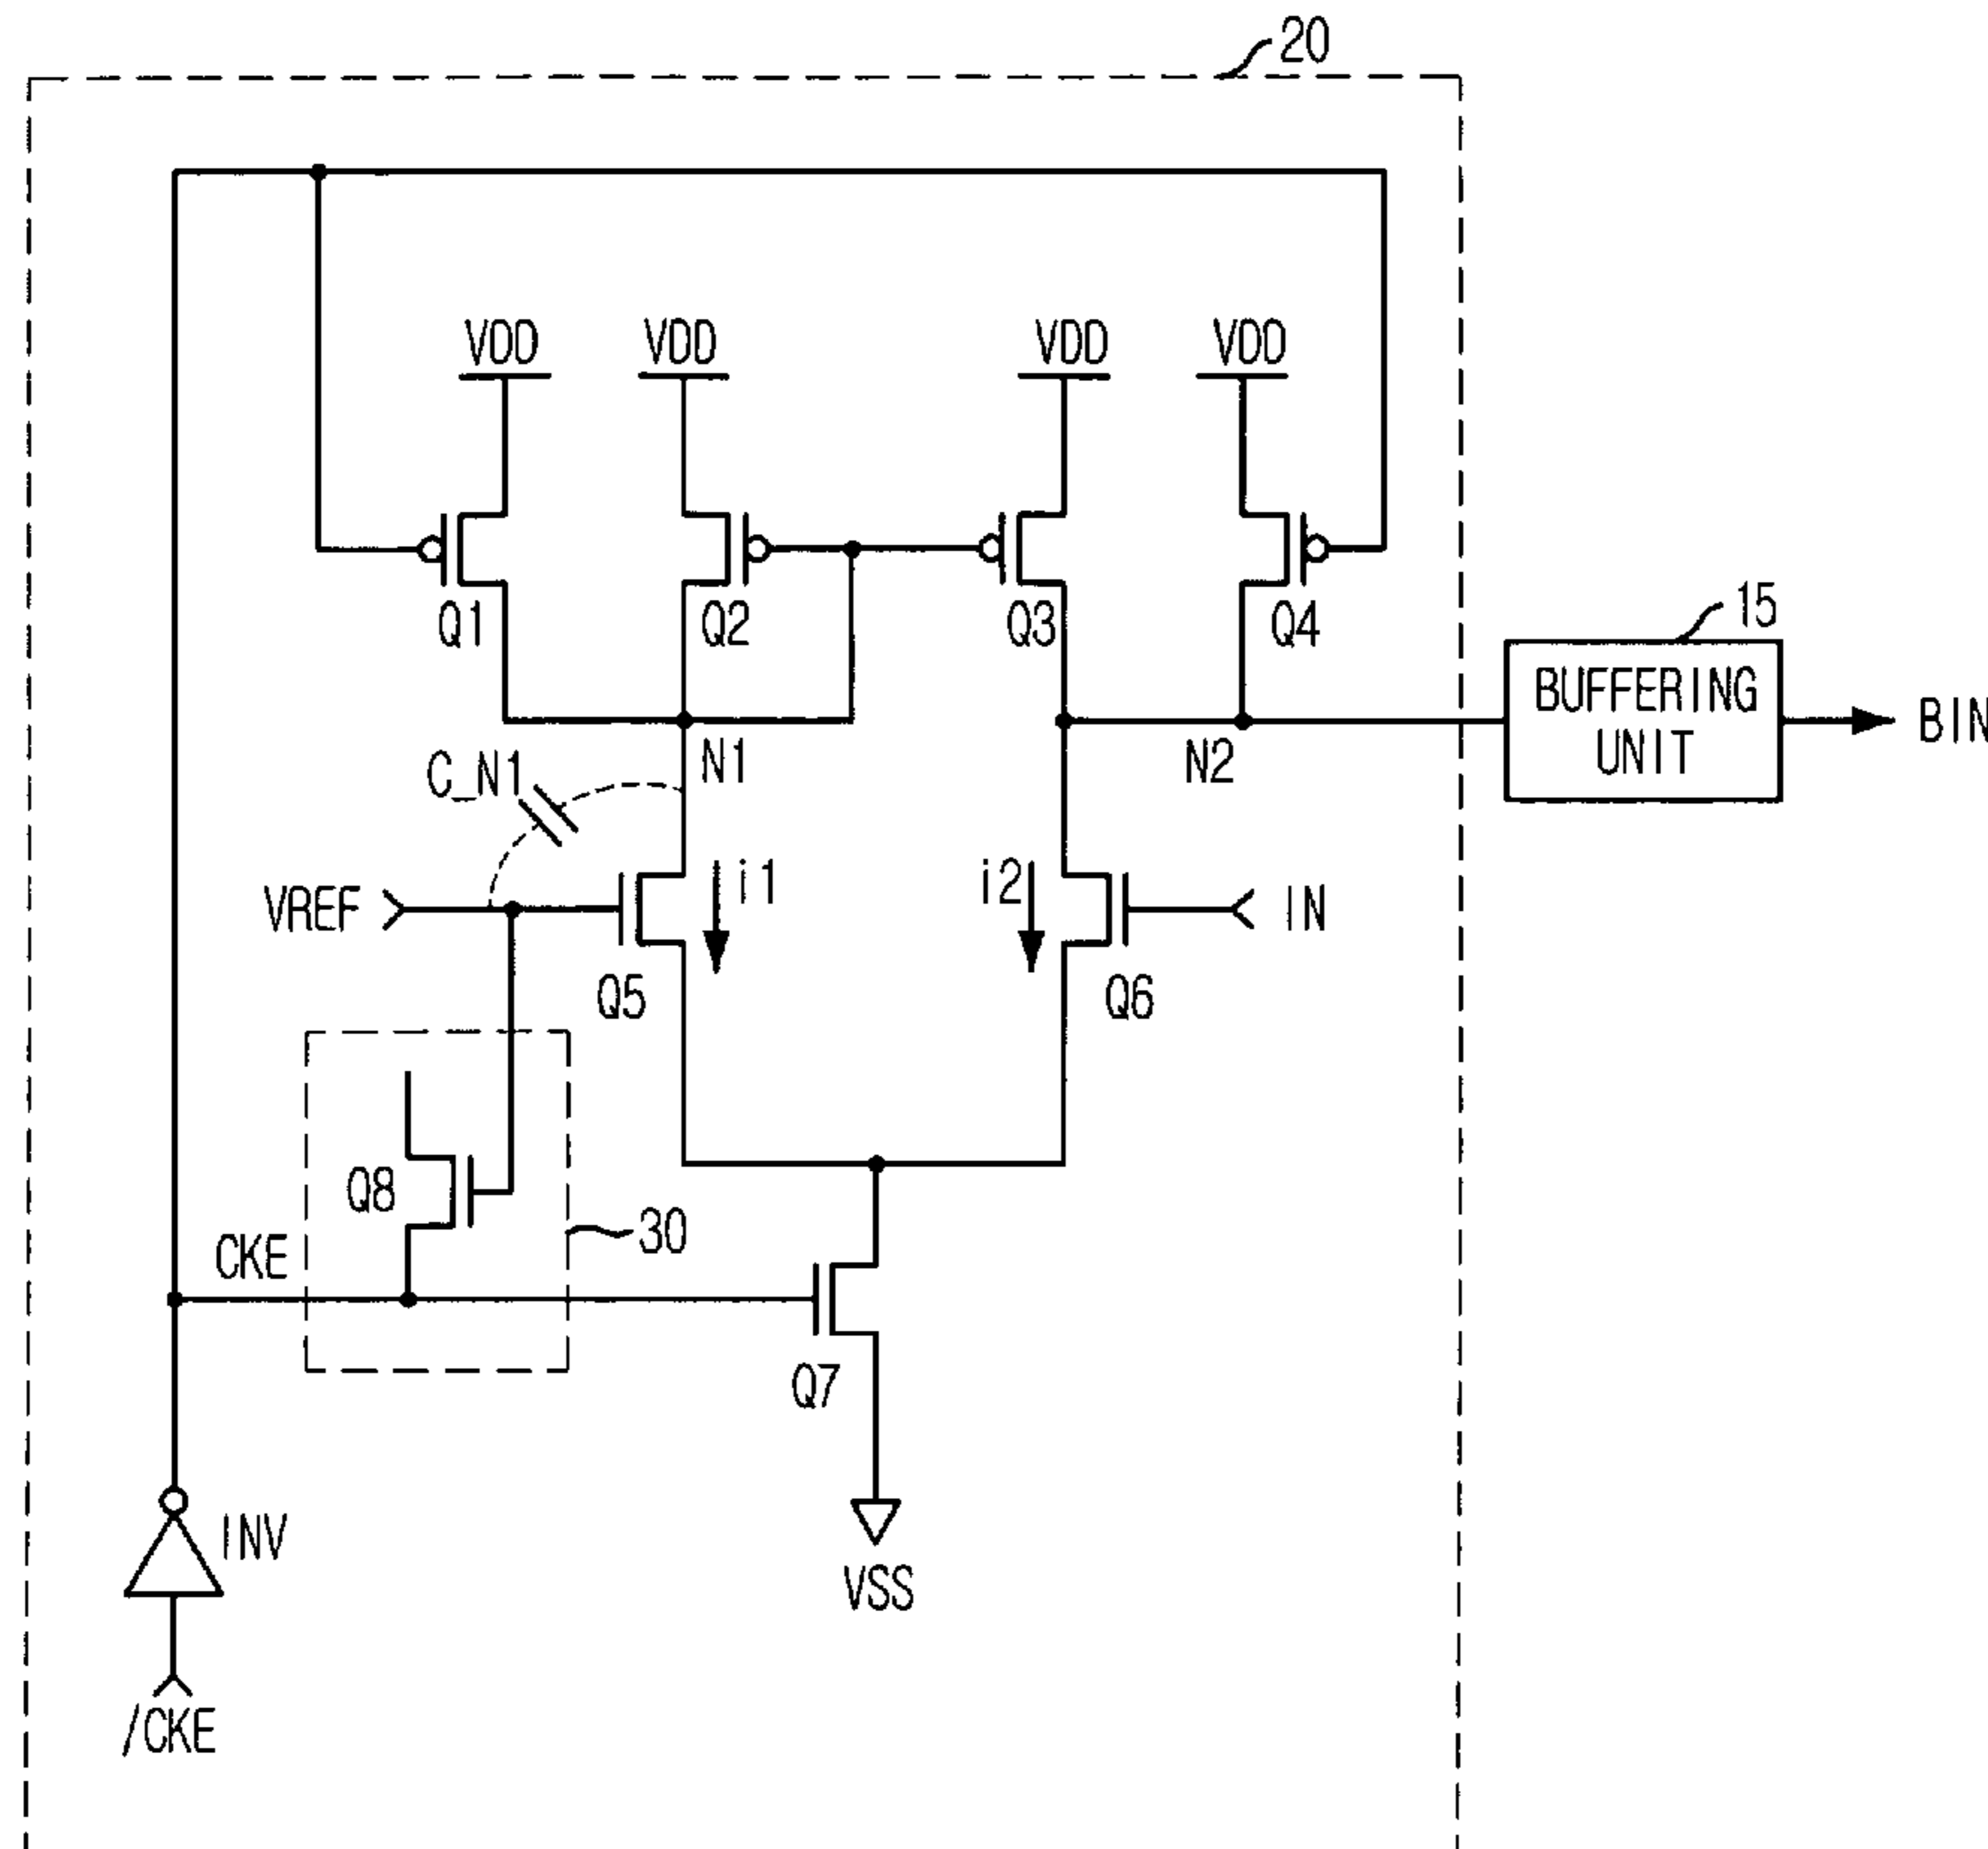 20
VDD VDD VDD VDD
Q1 Q2 Q3 Q4
15
BUFFERING
UNIT
BIN
C_N1 N1 N2
VREF i1 i2 IN
Q5 Q6
Q8
30
CKE
Q7
INV
VSS
/CKE